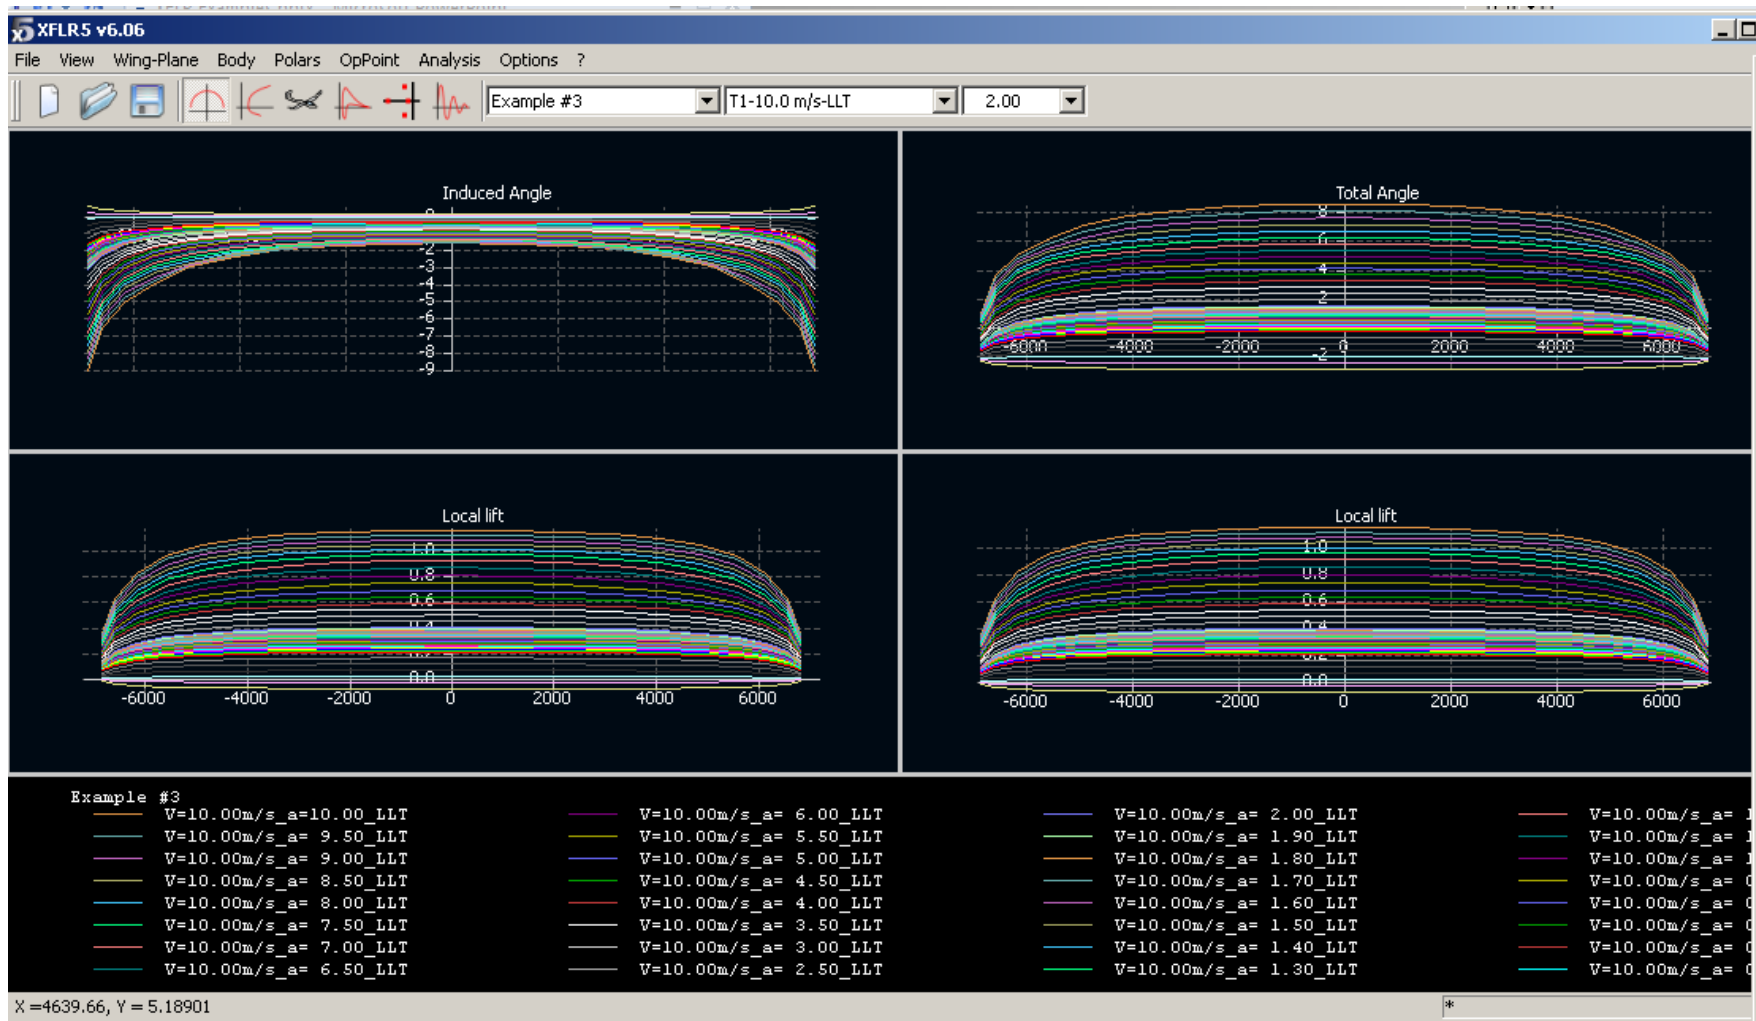 XFLR5 v6.06
File View Wing-Plane Body Polars OpPoint Analysis Options ?
Example #3 T1-10.0 m/s-LLT 2.00
Induced Angle
0
-2
-3
-4
-5
-6
-7
-8
-9
Total Angle
8
6
4
2
-6000 -4000 -2000 0 2000 4000 6000
-2
Local lift
1.0
0.8
0.6
0.4
0.0
-6000 -4000 -2000 0 2000 4000 6000
Local lift
1.0
0.8
0.6
0.4
0.2
0.0
-6000 -4000 -2000 0 2000 4000 6000
Example #3
V=10.00m/s_a=10.00_LLT V=10.00m/s_a= 6.00_LLT V=10.00m/s_a= 2.00_LLT V=10.00m/s_a=
V=10.00m/s_a= 9.50_LLT V=10.00m/s_a= 5.50_LLT V=10.00m/s_a= 1.90_LLT V=10.00m/s_a=
V=10.00m/s_a= 9.00_LLT V=10.00m/s_a= 5.00_LLT V=10.00m/s_a= 1.80_LLT V=10.00m/s_a=
V=10.00m/s_a= 8.50_LLT V=10.00m/s_a= 4.50_LLT V=10.00m/s_a= 1.70_LLT V=10.00m/s_a=
V=10.00m/s_a= 8.00_LLT V=10.00m/s_a= 4.00_LLT V=10.00m/s_a= 1.60_LLT V=10.00m/s_a=
V=10.00m/s_a= 7.50_LLT V=10.00m/s_a= 3.50_LLT V=10.00m/s_a= 1.50_LLT V=10.00m/s_a=
V=10.00m/s_a= 7.00_LLT V=10.00m/s_a= 3.00_LLT V=10.00m/s_a= 1.40_LLT V=10.00m/s_a=
V=10.00m/s_a= 6.50_LLT V=10.00m/s_a= 2.50_LLT V=10.00m/s_a= 1.30_LLT V=10.00m/s_a=
X =4639.66, Y = 5.18901 *